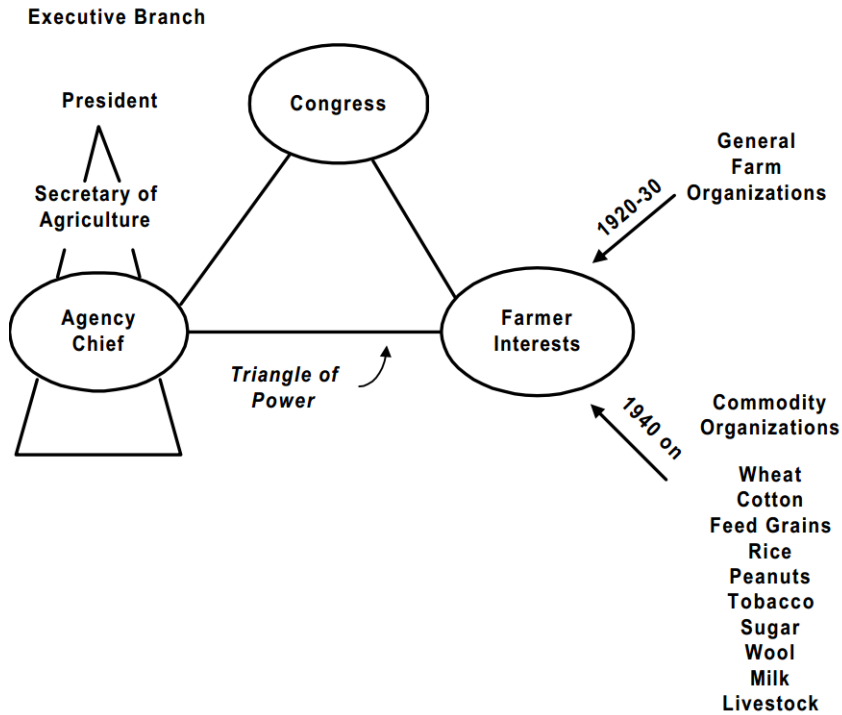 Executive Branch
President
Secretary of
Agriculture
Agency
Chief
Congress
Triangle of
Power
Farmer
Interests
General
Farm
Organizations
1920-30
1940 on
Commodity
Organizations
Wheat
Cotton
Feed Grains
Rice
Peanuts
Tobacco
Sugar
Wool
Milk
Livestock